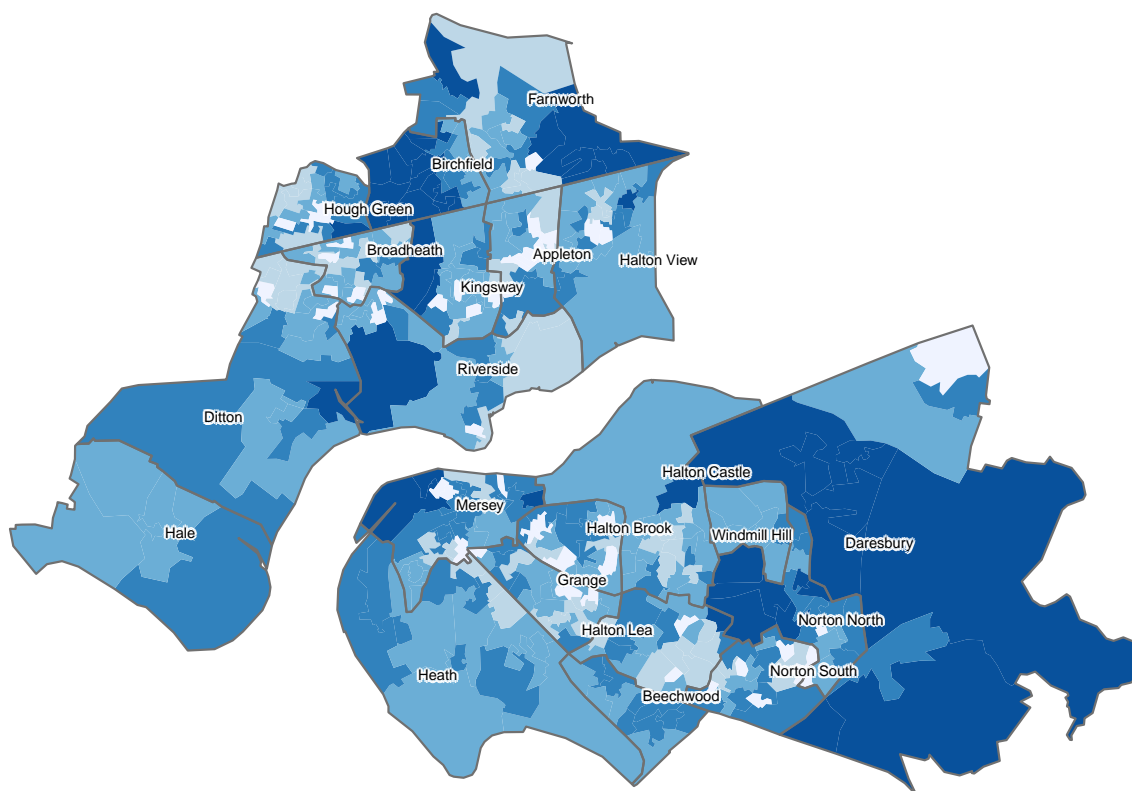 Farnworth
Birchfield
Hough Green
Broadheath
Appleton
Halton View
Kingsway
Riverside
Ditton
Hale
Halton Castle
Mersey
Halton Brook
Windmill Hill
Daresbury
Grange
Norton North
Halton Lea
Norton South
Heath
Beechwood